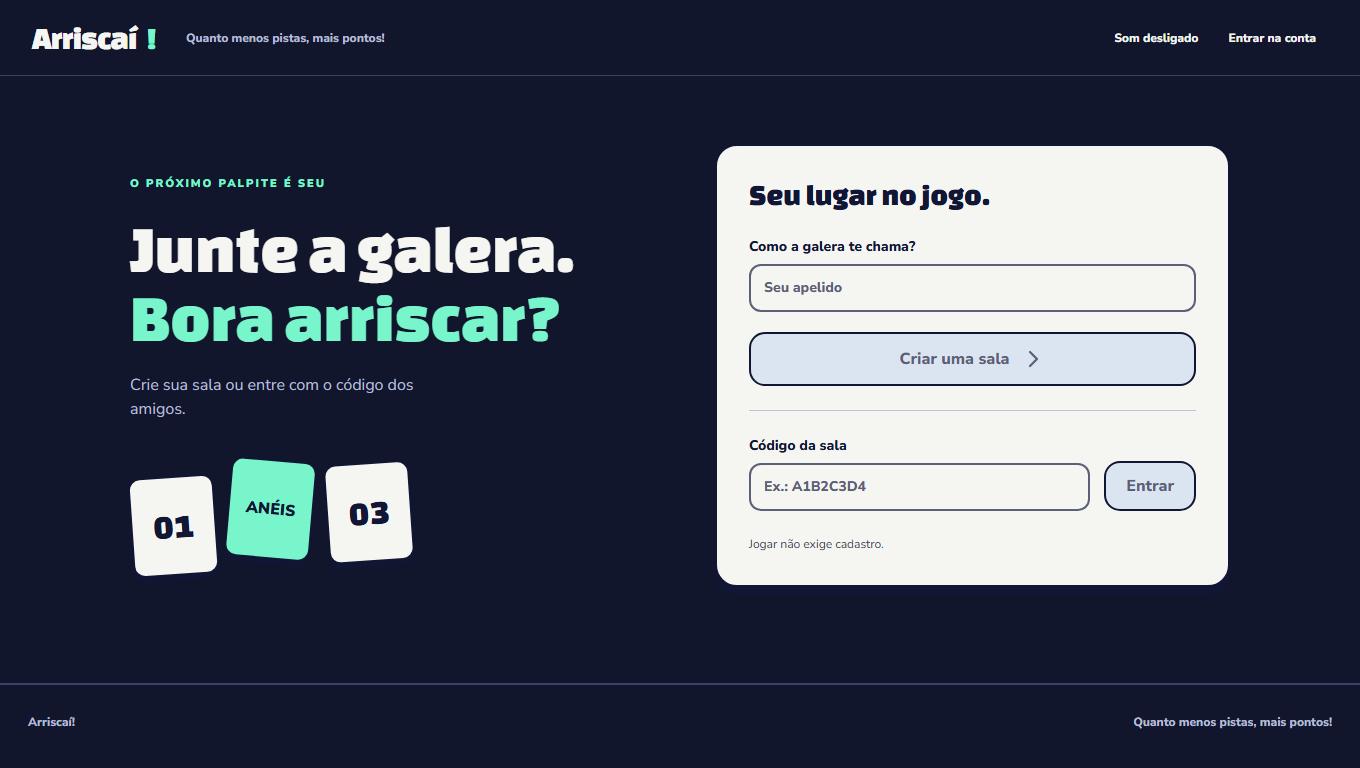 Arriscaí !
Quanto menos pistas, mais pontos!
Som desligado
Entrar na conta
O PRÓXIMO PALPITE É SEU
Junte a galera.
Bora arriscar?
Crie sua sala ou entre com o código dos
amigos.
01
ANÉIS
03
Seu lugar no jogo.
Como a galera te chama?
Seu apelido
Criar uma sala
Código da sala
Ex.: A1B2C3D4
Entrar
Jogar não exige cadastro.
Arriscaí!
Quanto menos pistas, mais pontos!